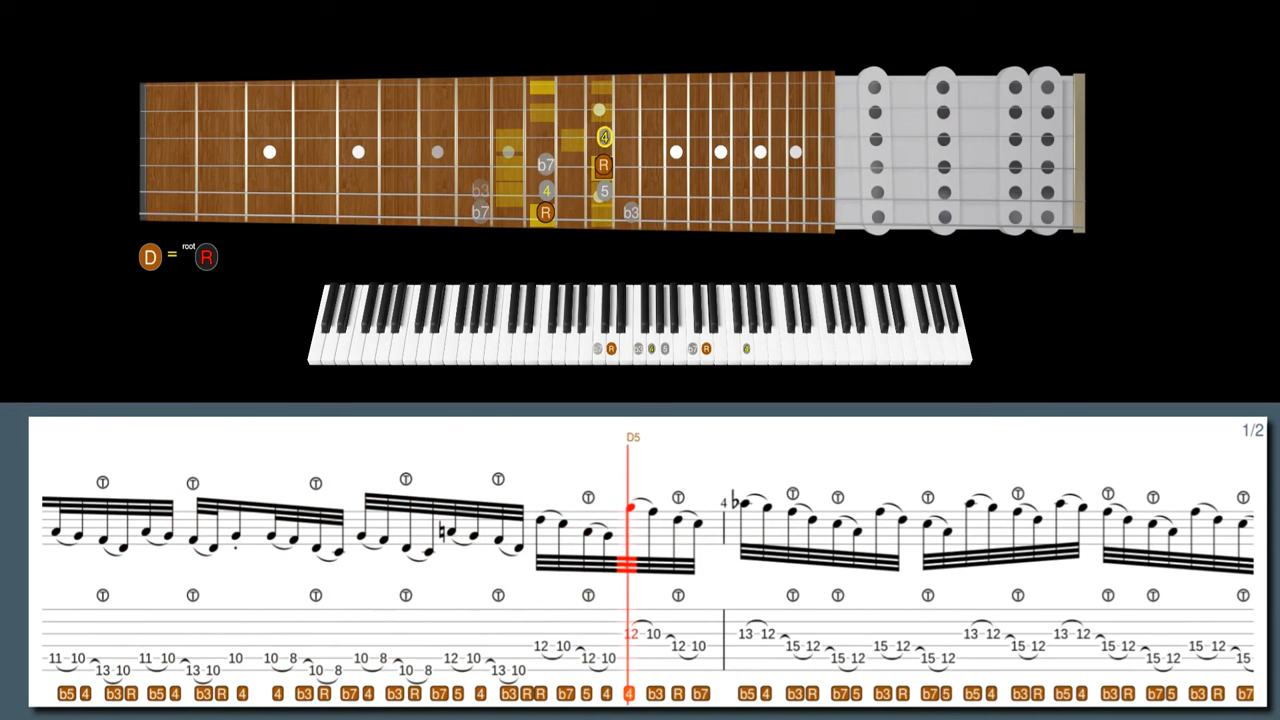 4
b7 R
b3 4 5
b7 R b3
D = root R
b7 R b3 4 5 b7 R 4
D5
1/2
T T T T T T T 4 T T T T T T T
T T T T T T T T T T T T T T
12 10 13 12 13 12 13 12
12 10 12 10 15 12 15 12 15 12 15 12 15 12
11 10 11 10 10 10 8 10 8 12 10 12 10 15 12 15 12 15 12 15
13 10 13 10 10 8 10 8 13 10
b5 4 b3 R b5 4 b3 R 4 4 b3 R b7 4 b3 R b7 5 4 b3 R R b7 5 4 4 b3 R b7 b5 4 b3 R b7 5 b3 R b7 5 b5 4 b3 R b5 4 b3 R b7 5 b3 R b7